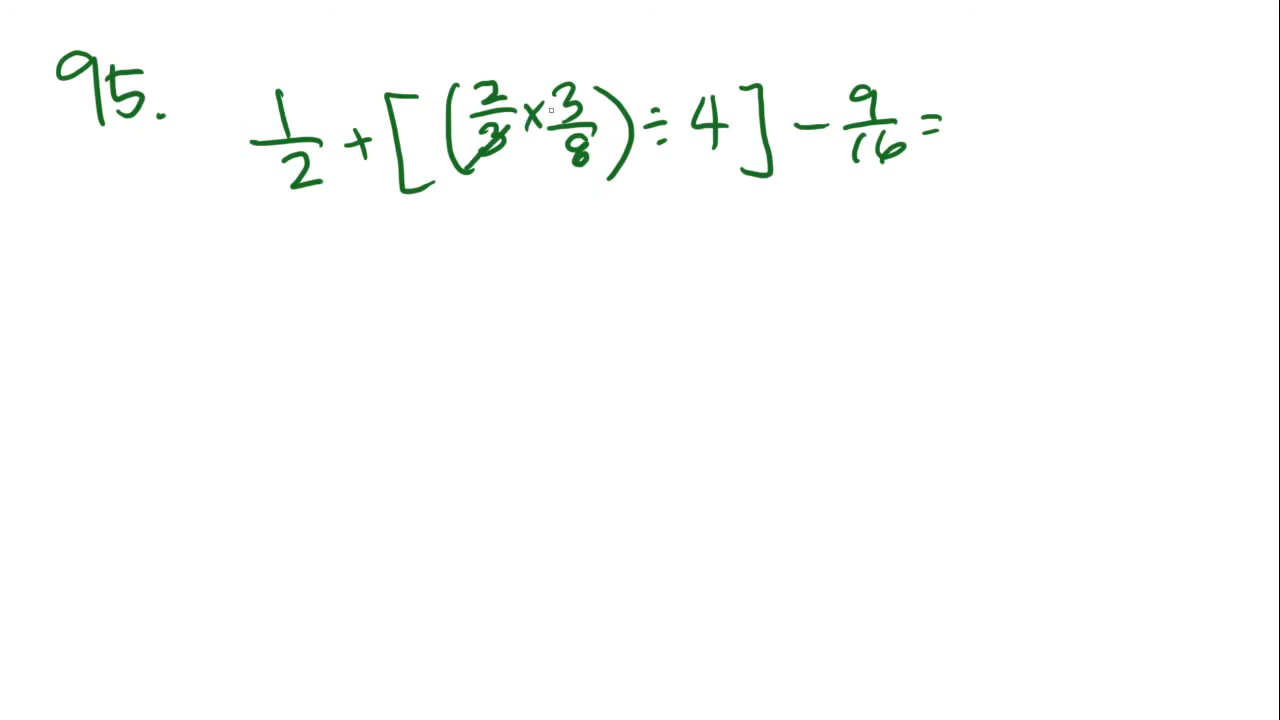 95. 1/2 + [(2/3 × 3/8) ÷ 4] − 9/16 =